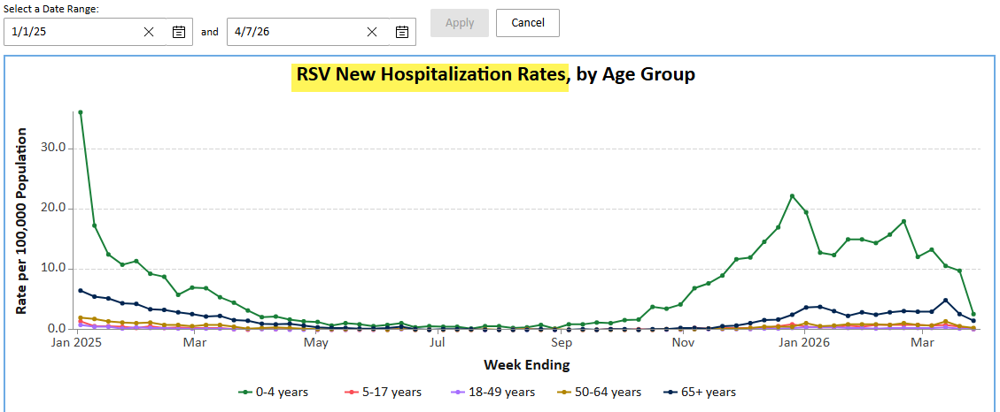 Select a Date Range:
1/1/25 and 4/7/26 Apply Cancel
RSV New Hospitalization Rates, by Age Group
Rate per 100,000 Population
30.0
20.0
10.0
0.0
Jan 2025 Mar May Jul Sep Nov Jan 2026 Mar
Week Ending
0-4 years 5-17 years 18-49 years 50-64 years 65+ years